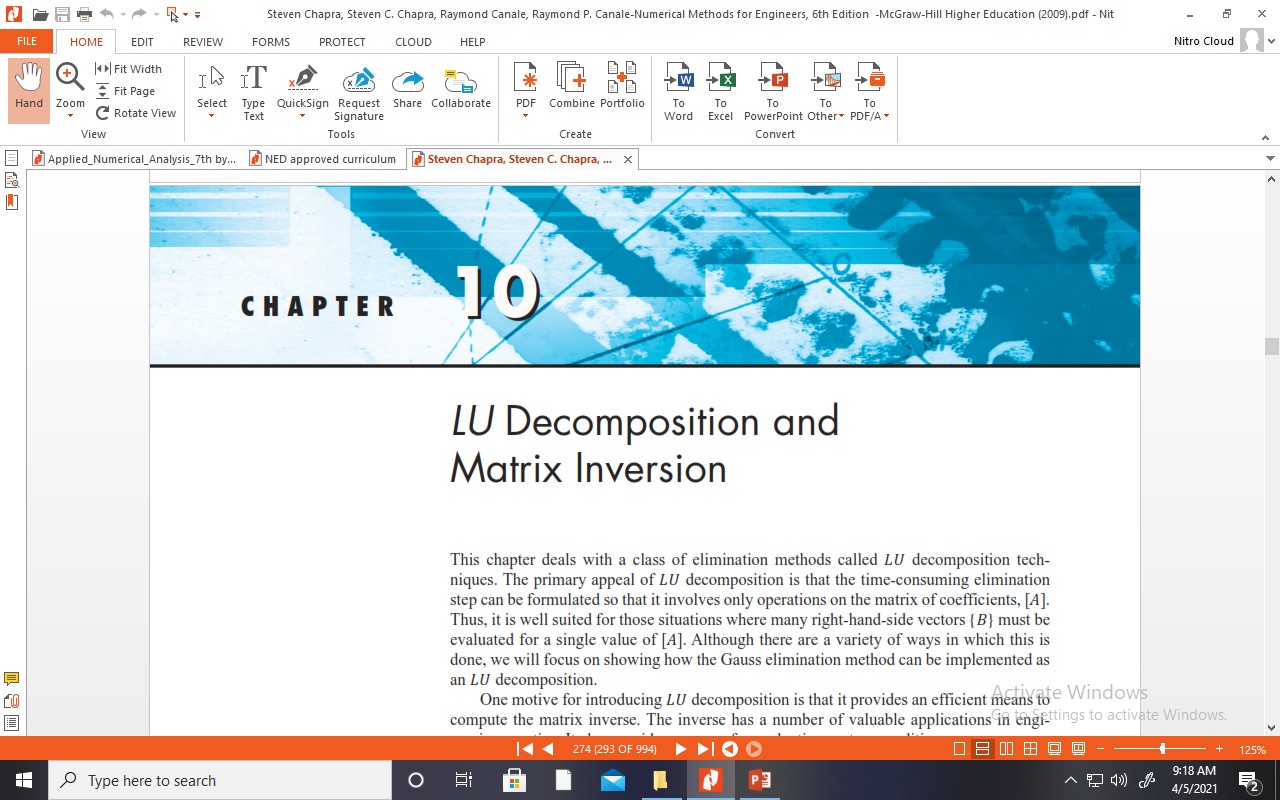 Steven Chapra, Steven C. Chapra, Raymond Canale, Raymond P. Canale-Numerical Methods for Engineers, 6th Edition -McGraw-Hill Higher Education (2009).pdf - Nit
FILE HOME EDIT REVIEW FORMS PROTECT CLOUD HELP
Nitro Cloud
Hand
Zoom
Fit Width
Fit Page
Rotate View
View
Select
Type Text
QuickSign
Request Signature
Share
Collaborate
Tools
PDF
Combine
Portfolio
Create
To Word
To Excel
To PowerPoint
To Other
To PDF/A
Convert
Applied_Numerical_Analysis_7th by...
NED approved curriculum
Steven Chapra, Steven C. Chapra, ...
CHAPTER 10
LU Decomposition and
Matrix Inversion
This chapter deals with a class of elimination methods called LU decomposition tech-
niques. The primary appeal of LU decomposition is that the time-consuming elimination
step can be formulated so that it involves only operations on the matrix of coefficients, [A].
Thus, it is well suited for those situations where many right-hand-side vectors {B} must be
evaluated for a single value of [A]. Although there are a variety of ways in which this is
done, we will focus on showing how the Gauss elimination method can be implemented as
an LU decomposition.
One motive for introducing LU decomposition is that it provides an efficient means to
compute the matrix inverse. The inverse has a number of valuable applications in engi-
Activate Windows
Go to Settings to activate Windows.
274 (293 OF 994)
125%
Type here to search
9:18 AM
4/5/2021
2